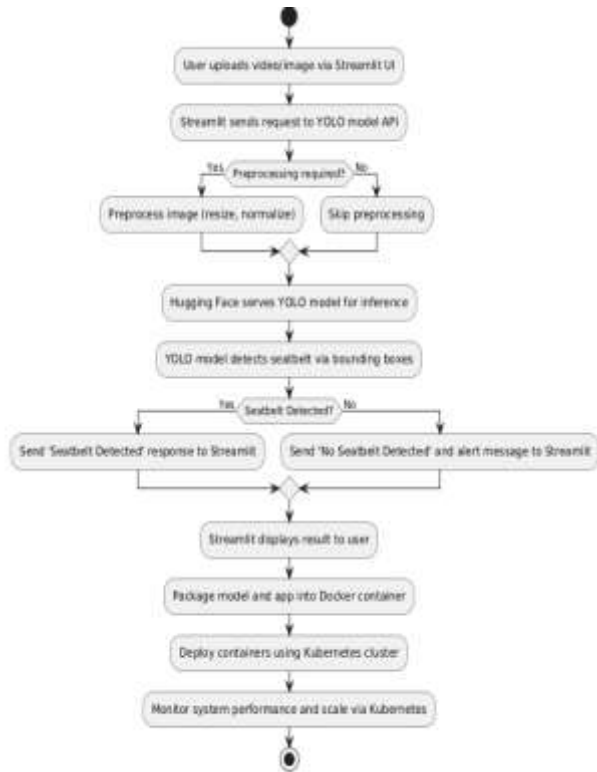 User uploads video/image via Streamlit UI
Streamlit sends request to YOLO model API
Yes Preprocessing required? No
Preprocess image (resize, normalize) Skip preprocessing
Hugging Face serves YOLO model for inference
YOLO model detects seatbelt via bounding boxes
Yes Seatbelt Detected? No
Send 'Seatbelt Detected' response to Streamlit Send 'No Seatbelt Detected' and alert message to Streamlit
Streamlit displays result to user
Package model and app into Docker container
Deploy containers using Kubernetes cluster
Monitor system performance and scale via Kubernetes